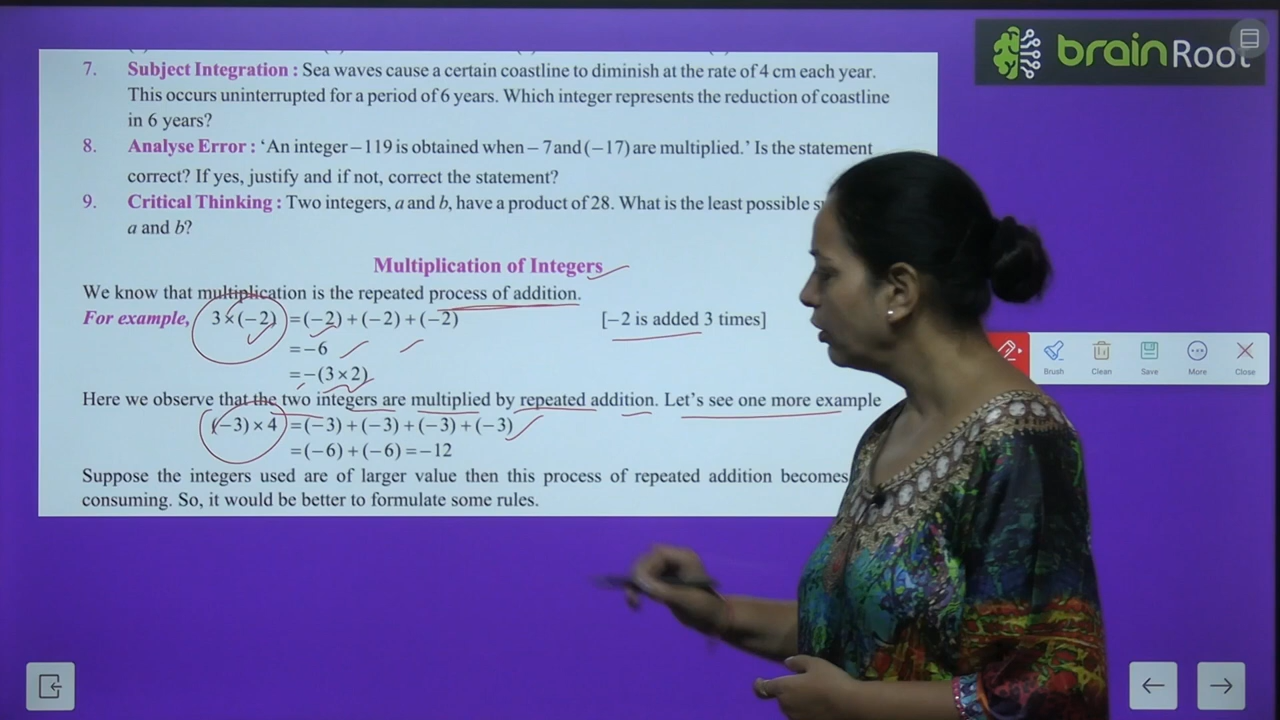 brainRoot
7. Subject Integration : Sea waves cause a certain coastline to diminish at the rate of 4 cm each year.
This occurs uninterrupted for a period of 6 years. Which integer represents the reduction of coastline
in 6 years?
8. Analyse Error : ‘An integer – 119 is obtained when – 7 and (– 17) are multiplied.’ Is the statement
correct? If yes, justify and if not, correct the statement?
9. Critical Thinking : Two integers, a and b, have a product of 28. What is the least possible
a and b?
Multiplication of Integers
We know that multiplication is the repeated process of addition.
For example, 3 × (−2) = (−2) + (−2) + (−2) [−2 is added 3 times]
= −6
= −(3 × 2)
Here we observe that the two integers are multiplied by repeated addition. Let’s see one more example
(−3) × 4 = (−3) + (−3) + (−3) + (−3)
= (−6) + (−6) = −12
Suppose the integers used are of larger value then this process of repeated addition becomes
consuming. So, it would be better to formulate some rules.
Brush Clean Save More Close